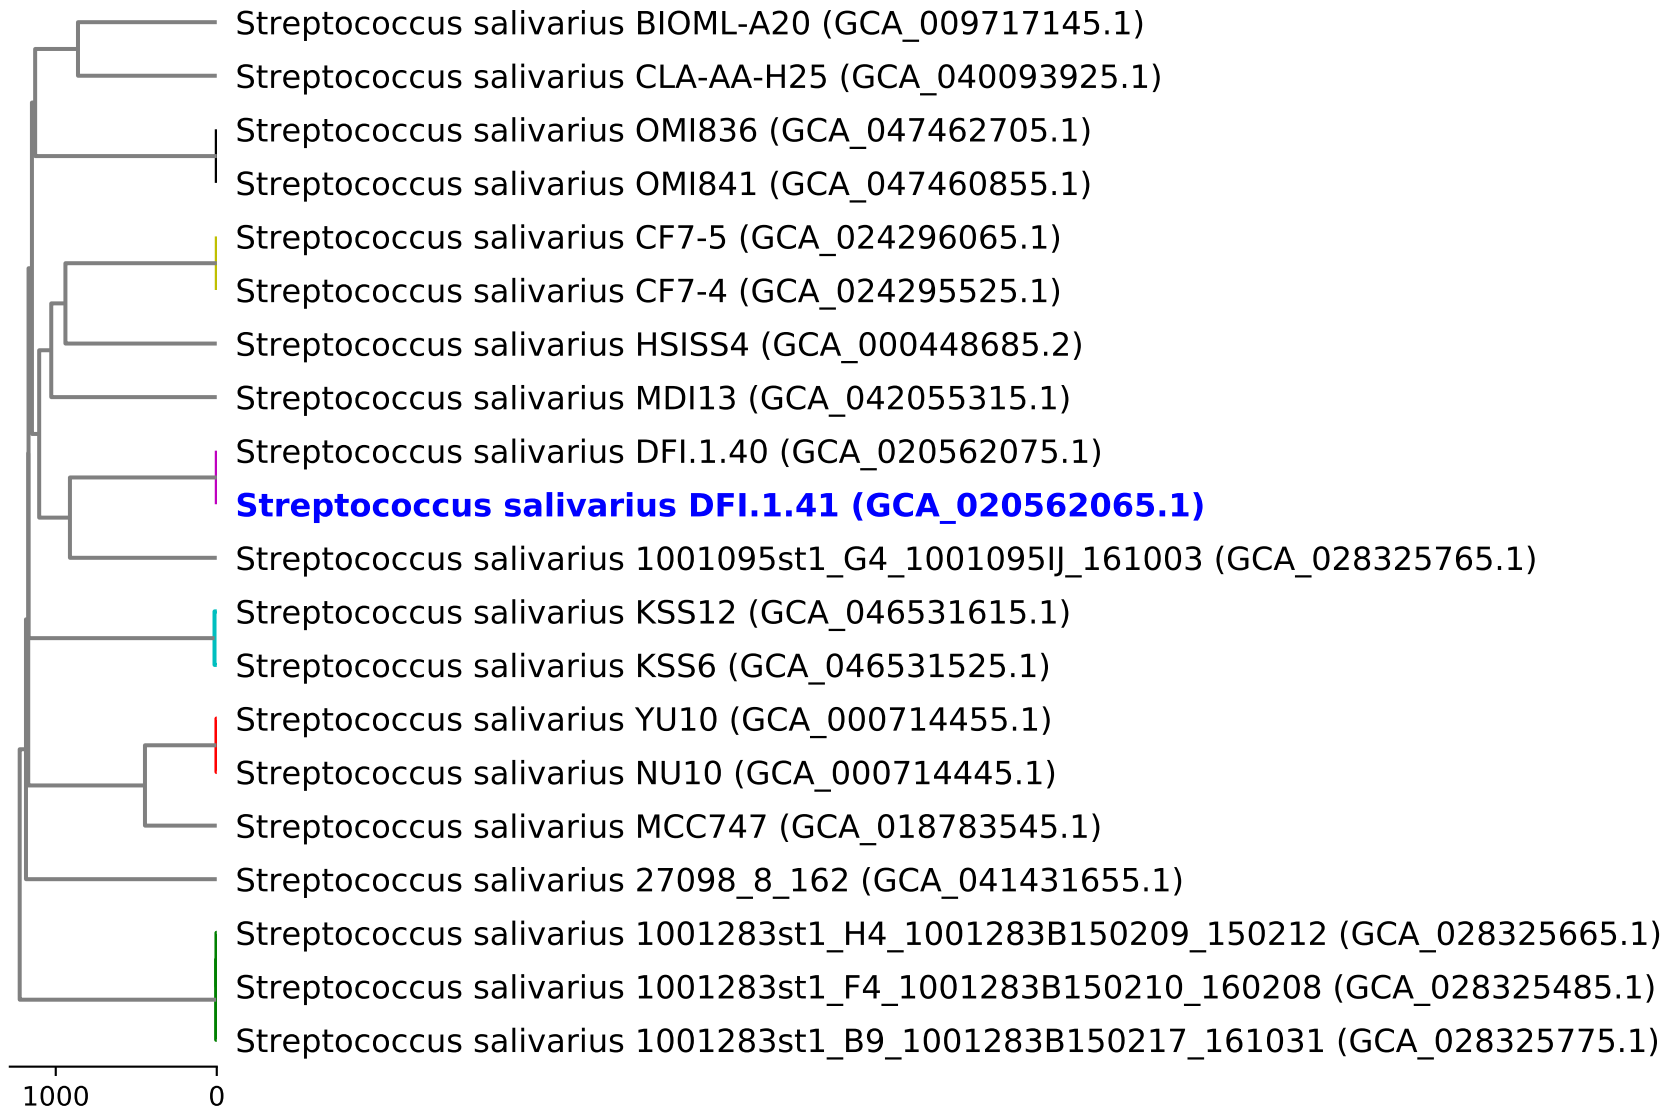 Streptococcus salivarius BIOML-A20 (GCA_009717145.1)
Streptococcus salivarius CLA-AA-H25 (GCA_040093925.1)
Streptococcus salivarius OMI836 (GCA_047462705.1)
Streptococcus salivarius OMI841 (GCA_047460855.1)
Streptococcus salivarius CF7-5 (GCA_024296065.1)
Streptococcus salivarius CF7-4 (GCA_024295525.1)
Streptococcus salivarius HSISS4 (GCA_000448685.2)
Streptococcus salivarius MDI13 (GCA_042055315.1)
Streptococcus salivarius DFI.1.40 (GCA_020562075.1)
Streptococcus salivarius DFI.1.41 (GCA_020562065.1)
Streptococcus salivarius 1001095st1_G4_1001095IJ_161003 (GCA_028325765.1)
Streptococcus salivarius KSS12 (GCA_046531615.1)
Streptococcus salivarius KSS6 (GCA_046531525.1)
Streptococcus salivarius YU10 (GCA_000714455.1)
Streptococcus salivarius NU10 (GCA_000714445.1)
Streptococcus salivarius MCC747 (GCA_018783545.1)
Streptococcus salivarius 27098_8_162 (GCA_041431655.1)
Streptococcus salivarius 1001283st1_H4_1001283B150209_150212 (GCA_028325665.1)
Streptococcus salivarius 1001283st1_F4_1001283B150210_160208 (GCA_028325485.1)
Streptococcus salivarius 1001283st1_B9_1001283B150217_161031 (GCA_028325775.1)
1000 0